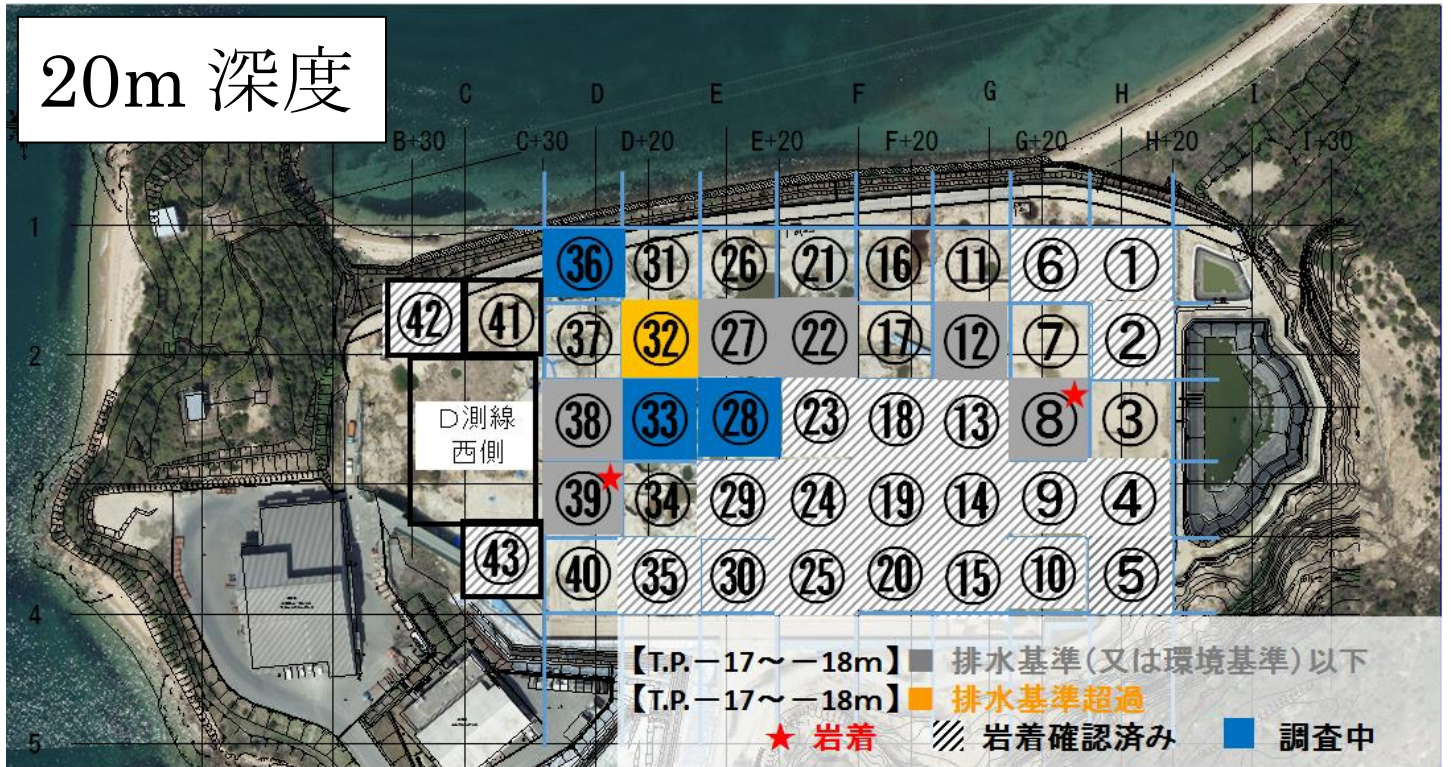 20m 深度
C D E F G H I
B+30 C+30 D+20 E+20 F+20 G+20 H+20 I+30
1
㊱ ㉛ ㉖ ㉑ ⑯ ⑪ ⑥ ①
㊷ ㊶ ㊲ ㉜ ㉗ ㉒ ⑰ ⑫ ⑦ ②
2
D測線
西側
㊳ ㉝ ㉘ ㉓ ⑱ ⑬ ⑧ ③
3
㊴ ㉞ ㉙ ㉔ ⑲ ⑭ ⑨ ④
㊸ ㊵ ㉟ ㉚ ㉕ ⑳ ⑮ ⑩ ⑤
4
【T.P.－17～－18m】 排水基準(又は環境基準)以下
【T.P.－17～－18m】 排水基準超過
★ 岩着 岩着確認済み 調査中
5